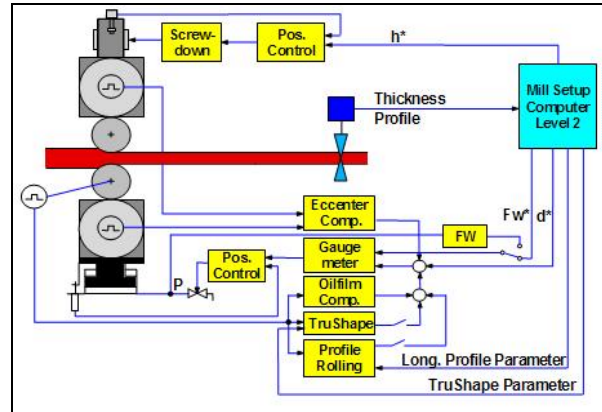 Screw-
down
Pos.
Control
h*
Mill Setup
Computer
Level 2
Thickness
Profile
Eccenter
Comp.
Fw*
d*
FW
Gauge
meter
Pos.
Control
P
Oilfilm
Comp.
TruShape
Profile
Rolling
Long. Profile Parameter
TruShape Parameter